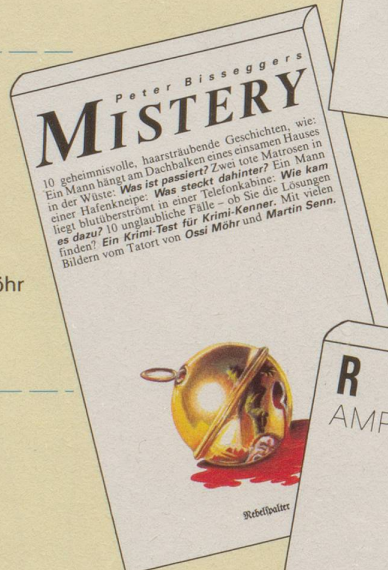 Peter Bisseggers
MISTERY
10 geheimnisvolle, haarsträubende Geschichten, wie:
Ein Mann hängt am Dachbalken eines einsamen Hauses
in der Wüste: Was ist passiert? Zwei tote Matrosen in
einer Hafenkneipe: Was steckt dahinter? Ein Mann
liegt blutüberströmt in einer Telefonkabine: Wie kam
es dazu? 10 unglaubliche Fälle – ob Sie die Lösungen
finden? Ein Krimi-Test für Krimi-Kenner. Mit vielen
Bildern vom Tatort von Ossi Möhr und Martin Senn.
öhr
R
AMP
Nebelspalter